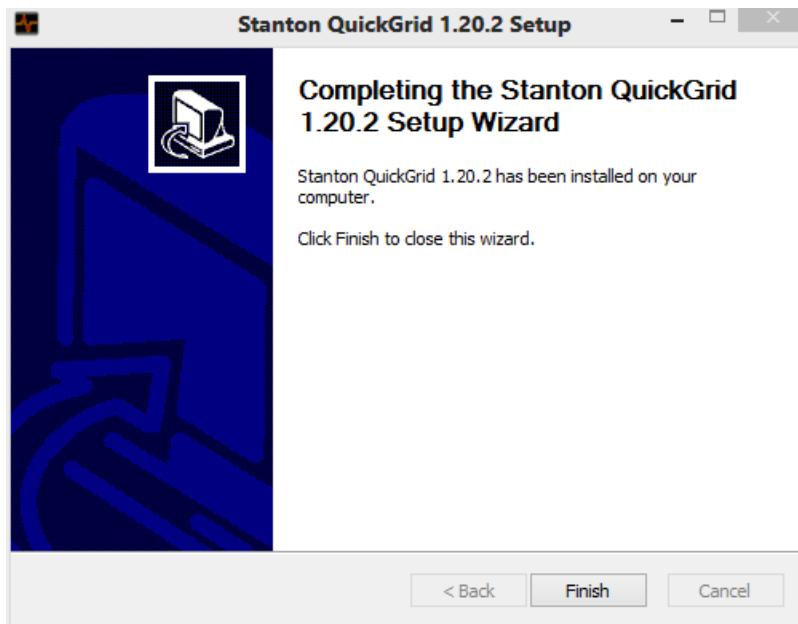 Stanton QuickGrid 1.20.2 Setup
Completing the Stanton QuickGrid
1.20.2 Setup Wizard
Stanton QuickGrid 1.20.2 has been installed on your
computer.
Click Finish to close this wizard.
< Back Finish Cancel